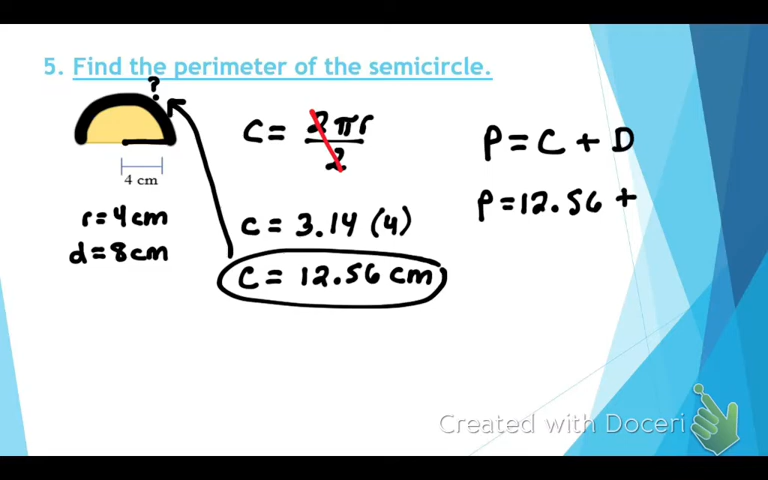 5. Find the perimeter of the semicircle.
?
4 cm
r = 4cm
d = 8cm
C = 2πr
2
C = 3.14 (4)
C = 12.56 cm
P = C + D
P = 12.56 +
Created with Doceri